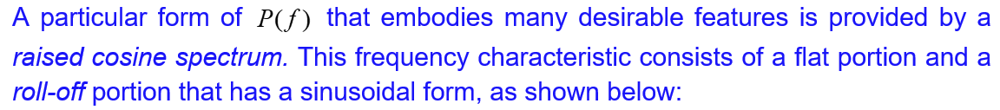 A particular form of P(f) that embodies many desirable features is provided by a
raised cosine spectrum. This frequency characteristic consists of a flat portion and a
roll-off portion that has a sinusoidal form, as shown below: